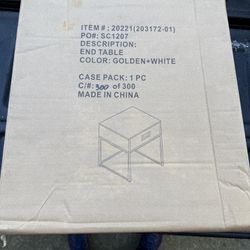 ITEM # : 20221(203172-01)
PO#: SC1207
DESCRIPTION:
END TABLE
COLOR: GOLDEN+WHITE
CASE PACK: 1 PC
C/#: 300 of 300
MADE IN CHINA